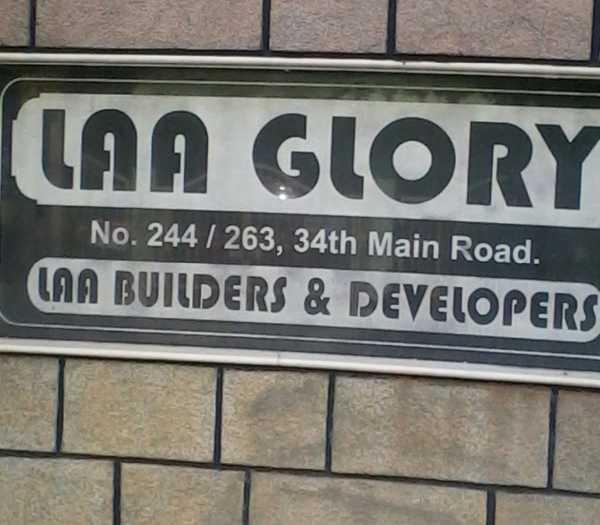 LAA GLORY
No. 244 / 263, 34th Main Road.
LAA BUILDERS & DEVELOPERS